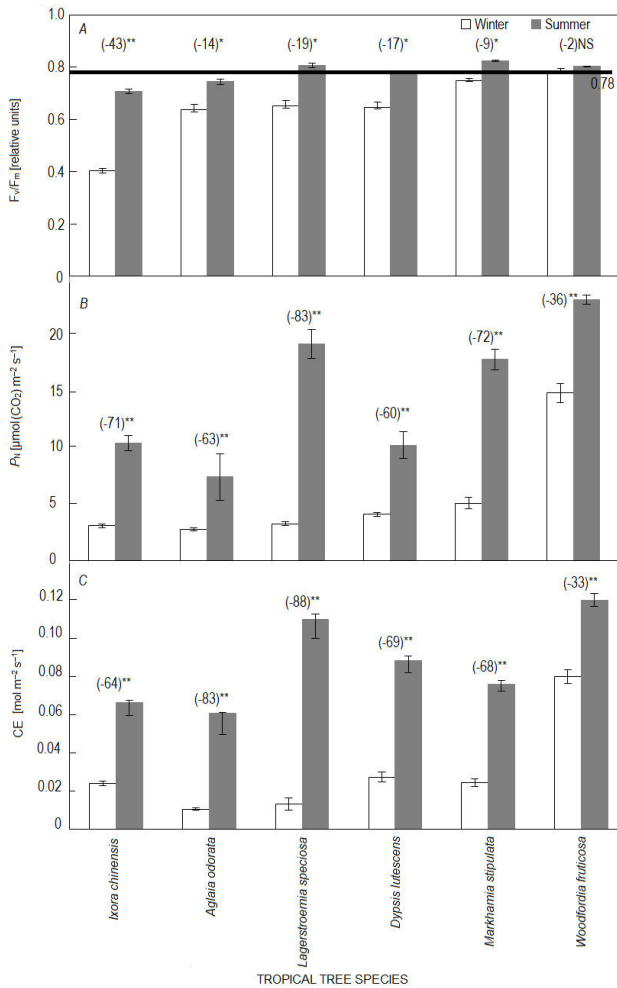 1.0
A
Winter
Summer
(-43)** (-14)* (-19)* (-17)* (-9)* (-2)NS
0.8
0.78
0.6
0.4
0.2
0
Fv/Fm [relative units]
B
(-36)**
(-83)**
20
(-72)**
15
(-71)**
(-63)**
(-60)**
10
5
0
PN [µmol (CO2) m–2 s–1]
C
(-33)**
0.12
(-88)**
0.10
(-69)**
(-68)**
0.08
(-64)**
(-83)**
0.06
0.04
0.02
0
CE [mol m–2 s–1]
Ixora chinensis
Aglaia odorata
Lagerstroemia speciosa
Dypsis lutescens
Markhamia stipulata
Woodfordia fruticosa
TROPICAL TREE SPECIES